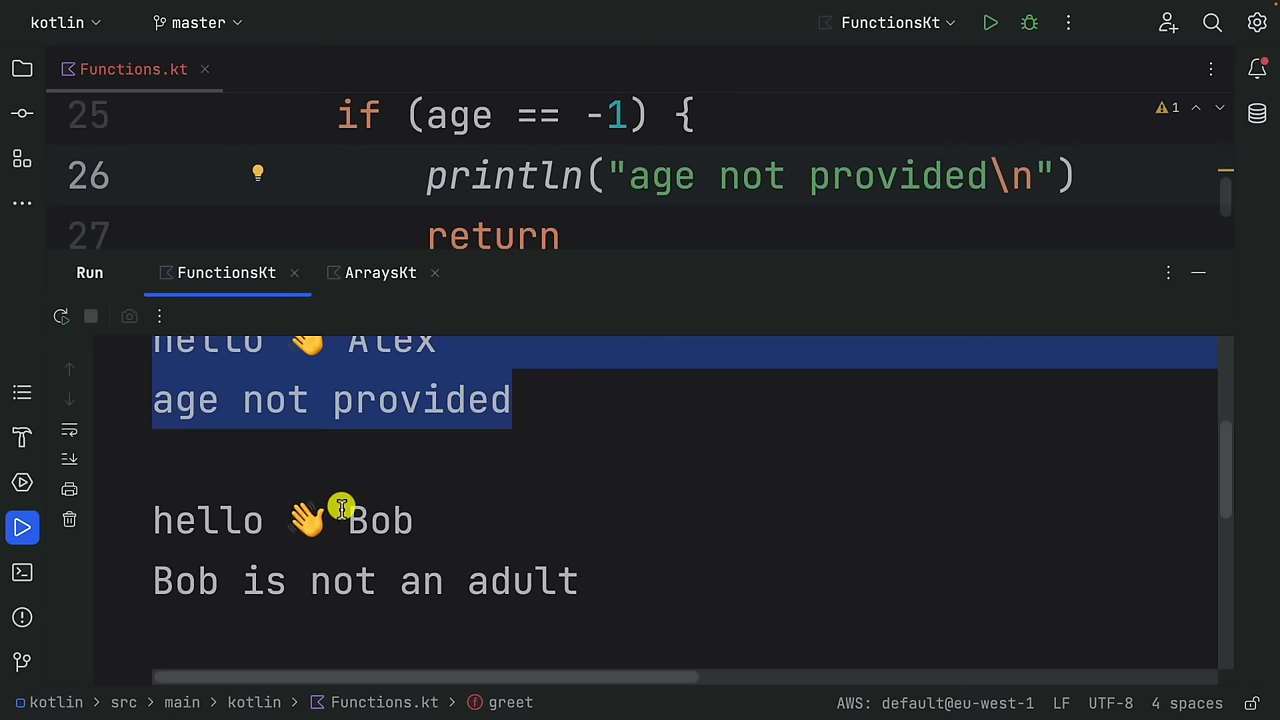 kotlin master FunctionsKt
Functions.kt
25 if (age == -1) { 1
26 println("age not provided\n")
27 return
Run FunctionsKt ArraysKt
hello 👋 Alex
age not provided
hello 👋 Bob
Bob is not an adult
kotlin > src > main > kotlin > Functions.kt > greet AWS: default@eu-west-1 LF UTF-8 4 spaces